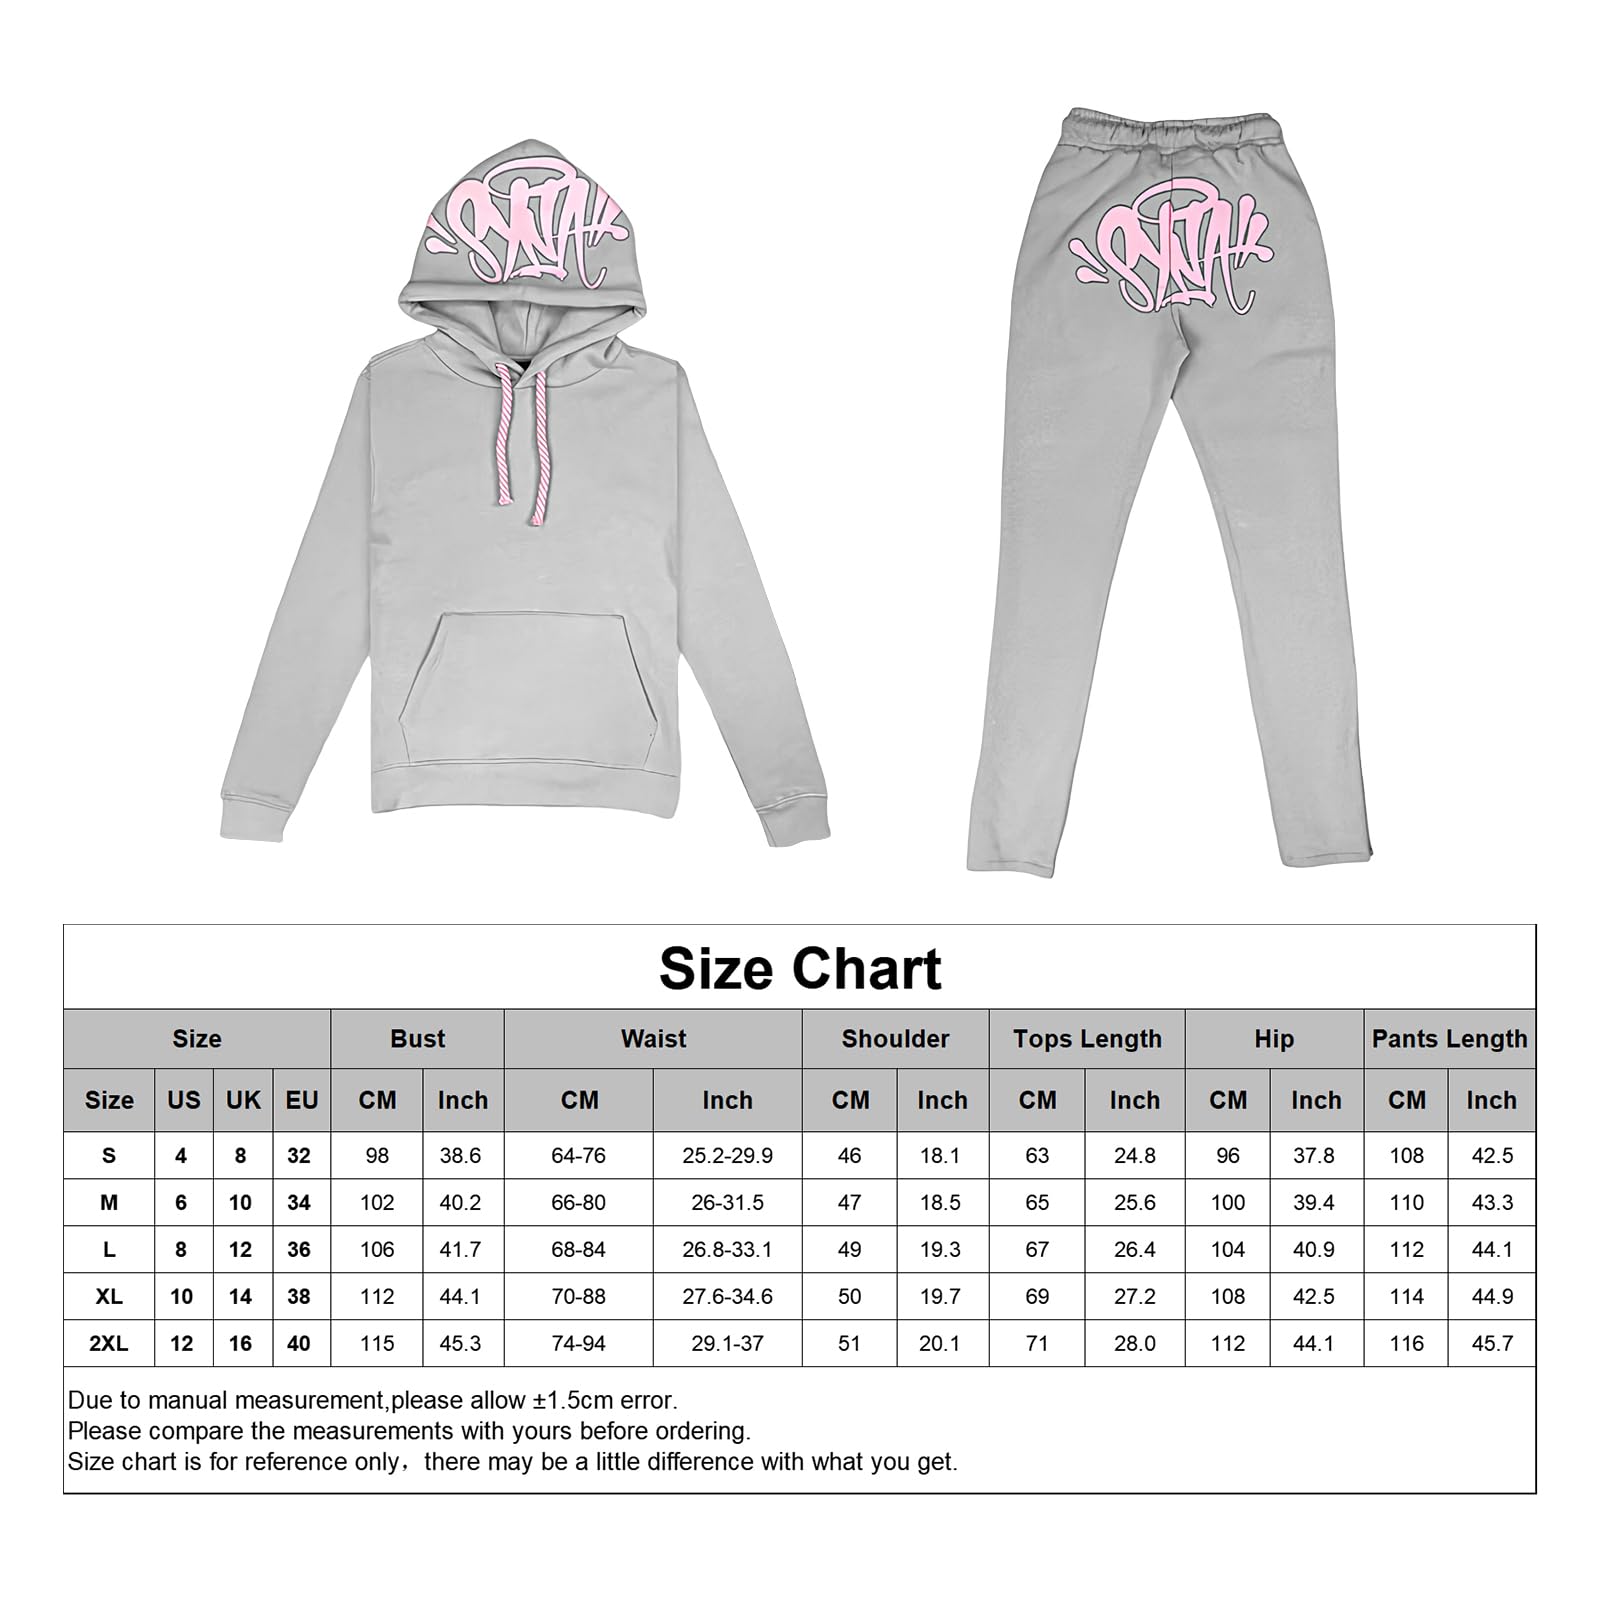 SYNA
SYNA
Size Chart
Size Bust Waist Shoulder Tops Length Hip Pants Length
Size US UK EU CM Inch CM Inch CM Inch CM Inch CM Inch CM Inch
S 4 8 32 98 38.6 64-76 25.2-29.9 46 18.1 63 24.8 96 37.8 108 42.5
M 6 10 34 102 40.2 66-80 26-31.5 47 18.5 65 25.6 100 39.4 110 43.3
L 8 12 36 106 41.7 68-84 26.8-33.1 49 19.3 67 26.4 104 40.9 112 44.1
XL 10 14 38 112 44.1 70-88 27.6-34.6 50 19.7 69 27.2 108 42.5 114 44.9
2XL 12 16 40 115 45.3 74-94 29.1-37 51 20.1 71 28.0 112 44.1 116 45.7
Due to manual measurement,please allow ±1.5cm error.
Please compare the measurements with yours before ordering.
Size chart is for reference only，there may be a little difference with what you get.